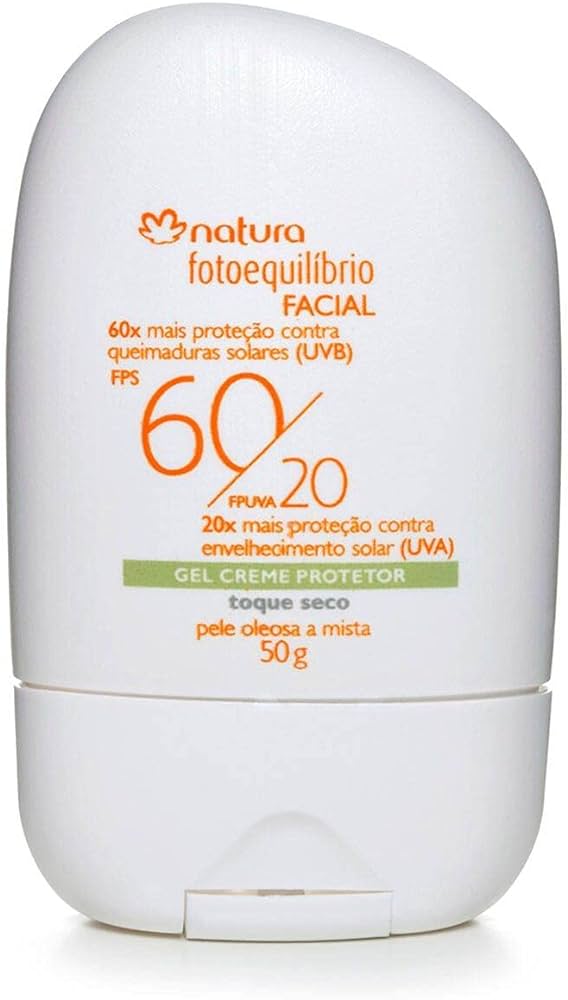 natura
fotoequilíbrio
FACIAL
60x mais proteção contra
queimaduras solares (UVB)
FPS
60/20
FPUVA
20x mais proteção contra
envelhecimento solar (UVA)
GEL CREME PROTETOR
toque seco
pele oleosa a mista
50 g